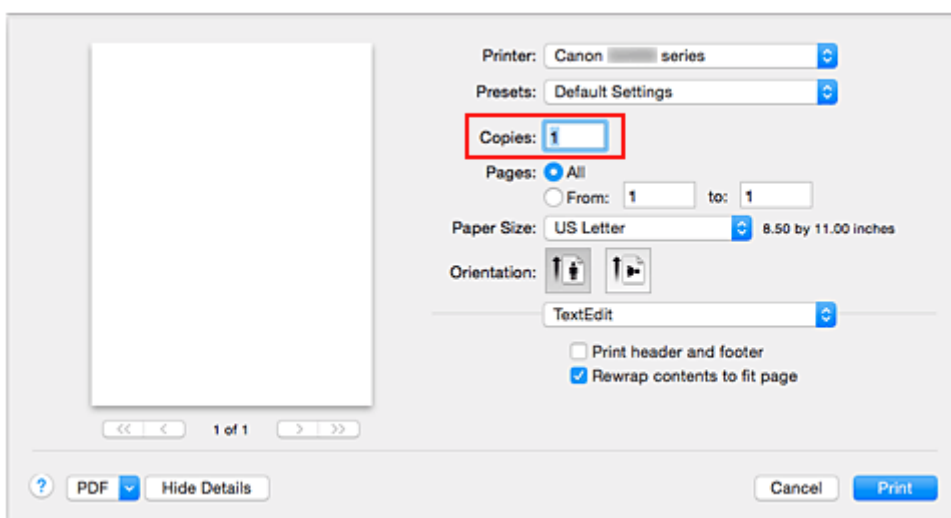 Printer: Canon series
Presets: Default Settings
Copies: 1
Pages: All
From: 1 to: 1
Paper Size: US Letter 8.50 by 11.00 inches
Orientation:
TextEdit
Print header and footer
Rewrap contents to fit page
<< < 1 of 1 > >>
? PDF Hide Details Cancel Print